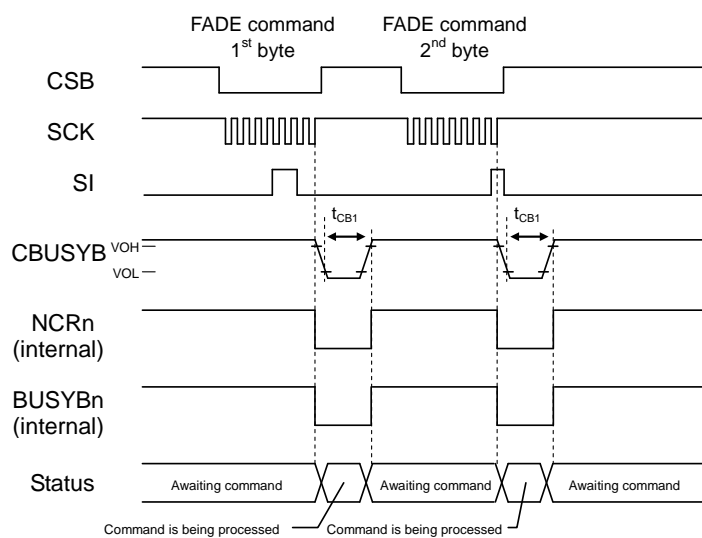 FADE command
1st byte
FADE command
2nd byte
CSB
SCK
SI
tCB1
tCB1
CBUSYB
VOH
VOL
NCRn
(internal)
BUSYBn
(internal)
Status
Awaiting command
Awaiting command
Awaiting command
Command is being processed
Command is being processed